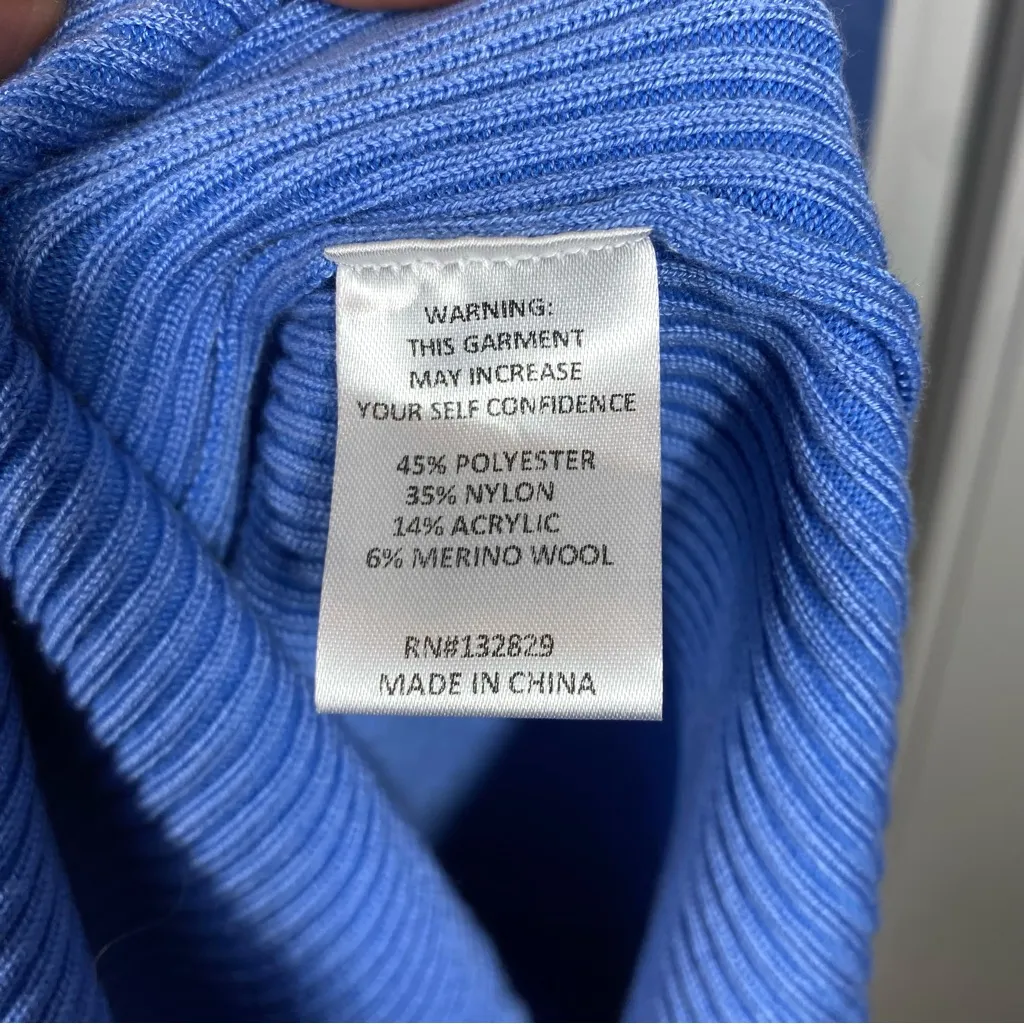 WARNING:
THIS GARMENT
MAY INCREASE
YOUR SELF CONFIDENCE
45% POLYESTER
35% NYLON
14% ACRYLIC
6% MERINO WOOL
RN#132829
MADE IN CHINA